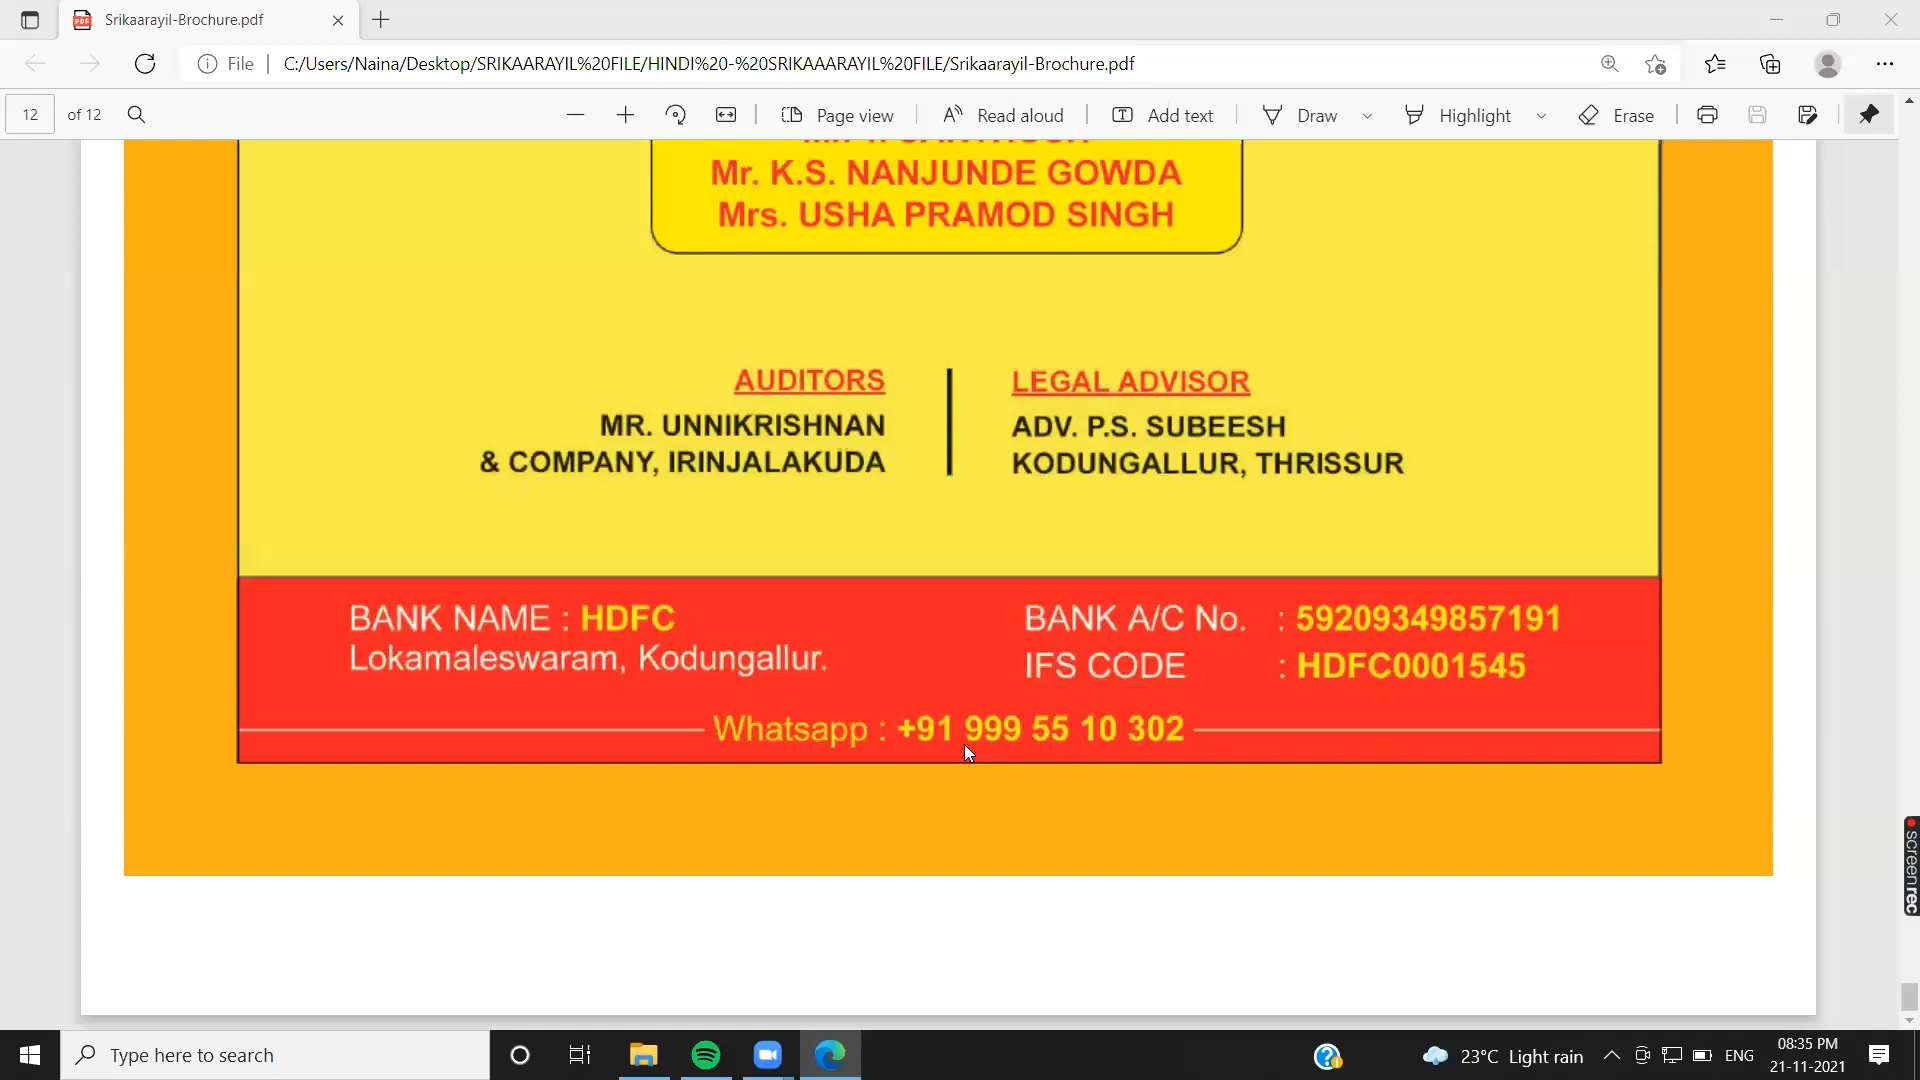 Srikaarayil-Brochure.pdf
File
C:/Users/Naina/Desktop/SRIKAARAYIL%20FILE/HINDI%20-%20SRIKAAARAYIL%20FILE/Srikaarayil-Brochure.pdf
12 of 12
Page view
Read aloud
Add text
Draw
Highlight
Erase
Mr. K.S. NANJUNDE GOWDA
Mrs. USHA PRAMOD SINGH
AUDITORS
MR. UNNIKRISHNAN
& COMPANY, IRINJALAKUDA
LEGAL ADVISOR
ADV. P.S. SUBEESH
KODUNGALLUR, THRISSUR
BANK NAME : HDFC
Lokamaleswaram, Kodungallur.
BANK A/C No. : 59209349857191
IFS CODE : HDFC0001545
Whatsapp : +91 999 55 10 302
screenrec
Type here to search
23°C Light rain
ENG
08:35 PM
21-11-2021